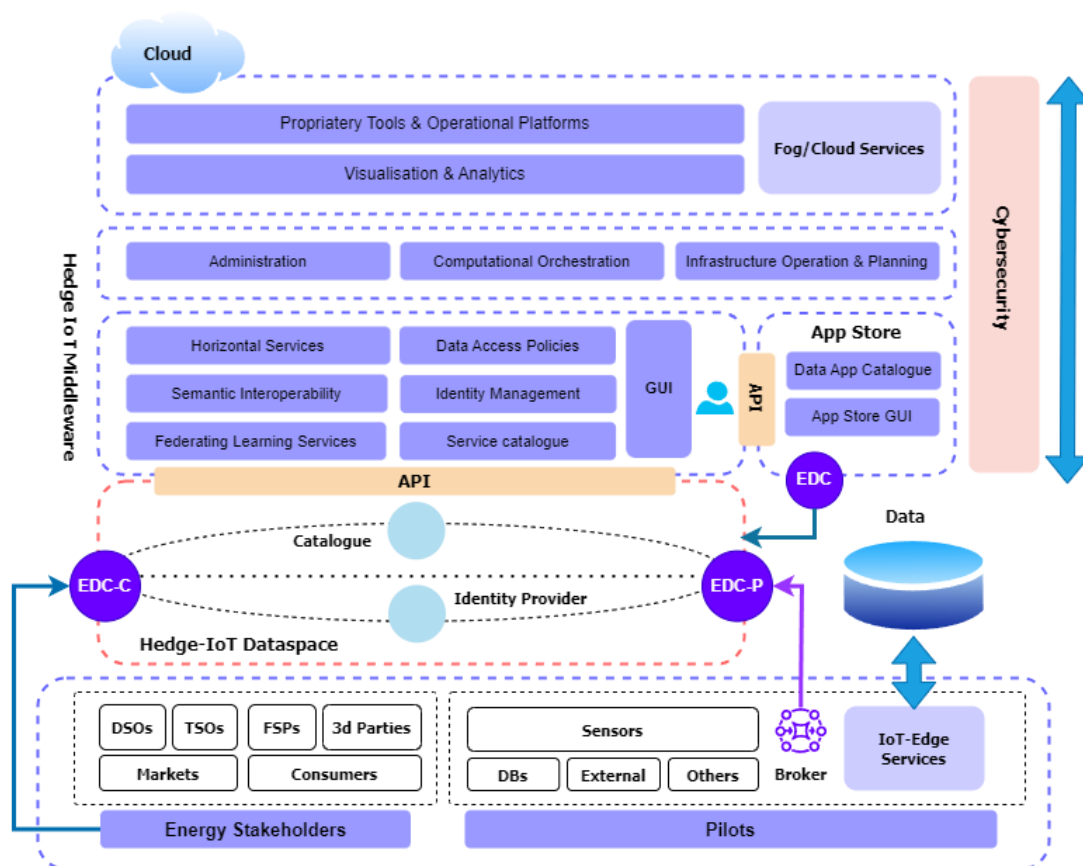 Cloud
Propriatery Tools & Operational Platforms
Visualisation & Analytics
Fog/Cloud Services
Cybersecurity
Hedge IoT Middleware
Administration
Computational Orchestration
Infrastructure Operation & Planning
Horizontal Services
Data Access Policies
Semantic Interoperability
Identity Management
Federating Learning Services
Service catalogue
GUI
API
App Store
Data App Catalogue
App Store GUI
EDC
API
Data
Catalogue
EDC-C
EDC-P
Identity Provider
Hedge-IoT Dataspace
DSOs
TSOs
FSPs
3d Parties
Markets
Consumers
Sensors
DBs
External
Others
Broker
IoT-Edge
Services
Energy Stakeholders
Pilots